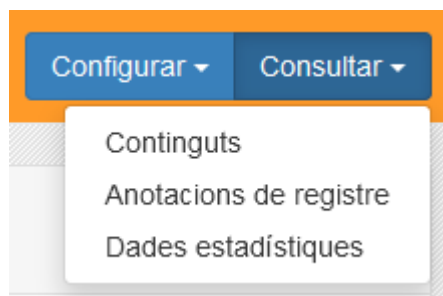 Configurar Consultar
Continguts
Anotacions de registre
Dades estadístiques